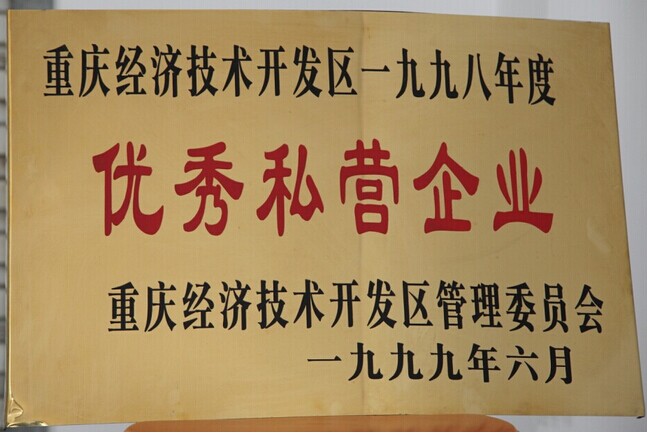 重庆经济技术开发区一九九八年度
优秀私营企业
重庆经济技术开发区管理委员会
一九九九年六月